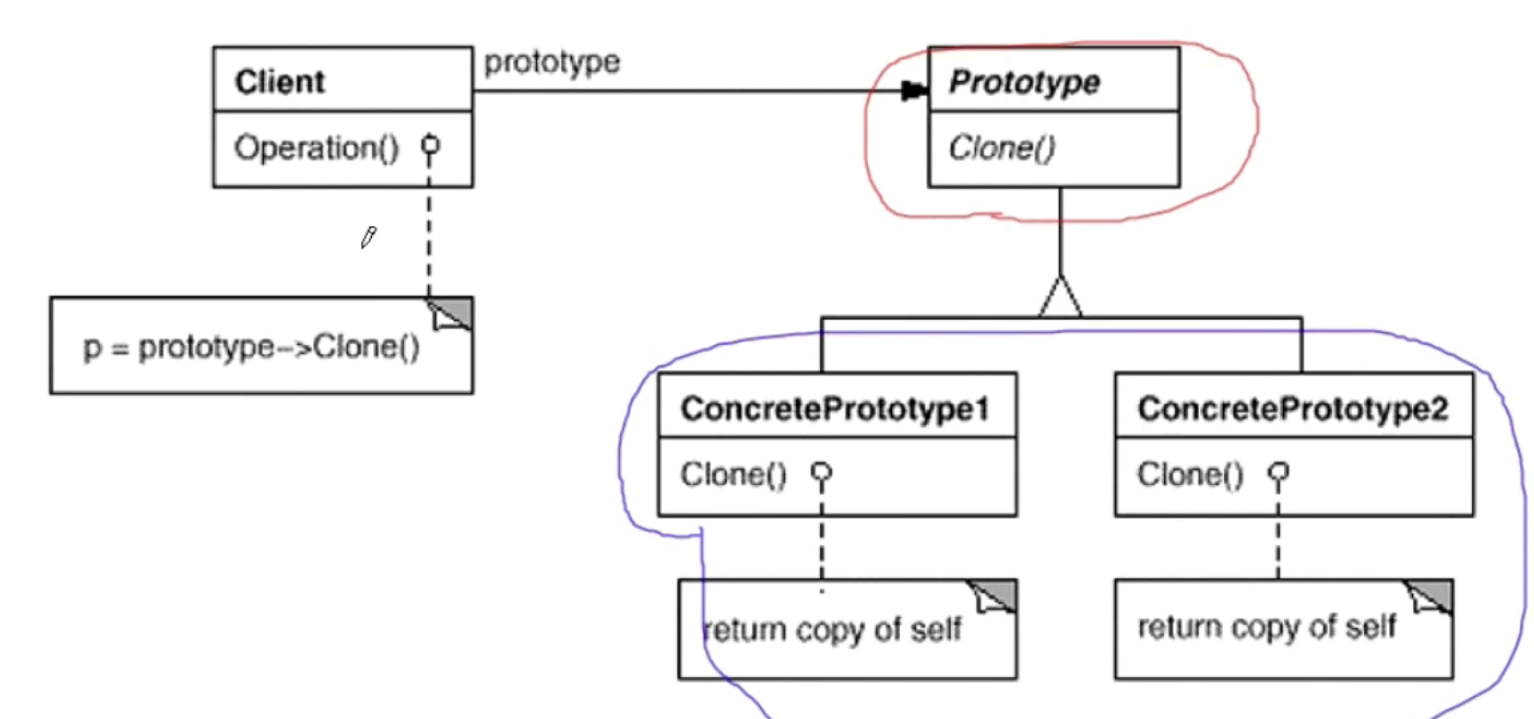 Client
Operation()
prototype
Prototype
Clone()
p = prototype->Clone()
ConcretePrototype1
Clone()
return copy of self
ConcretePrototype2
Clone()
return copy of self